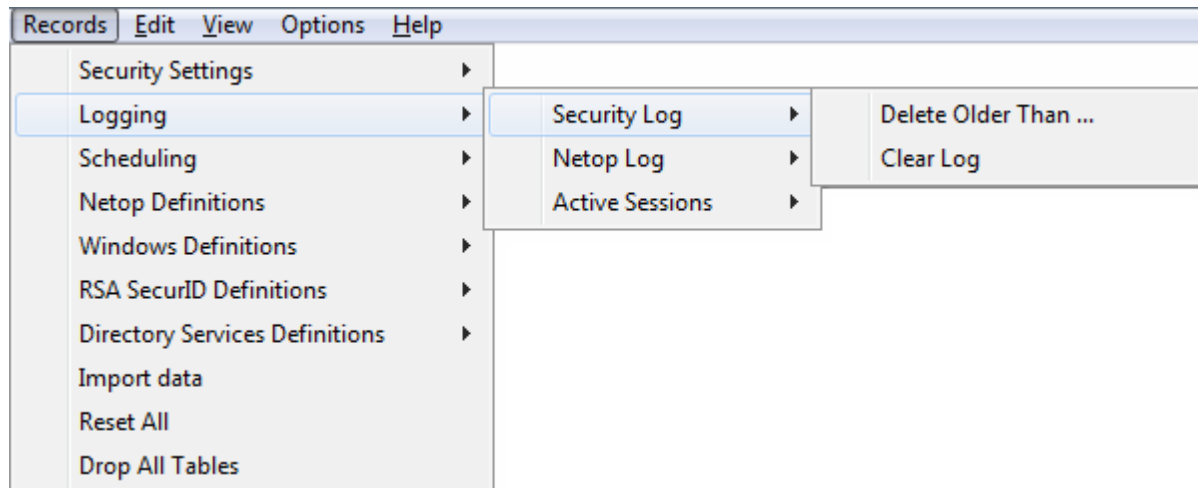 Records Edit View Options Help
Security Settings
Logging Security Log Delete Older Than ...
Scheduling Netop Log Clear Log
Netop Definitions Active Sessions
Windows Definitions
RSA SecurID Definitions
Directory Services Definitions
Import data
Reset All
Drop All Tables